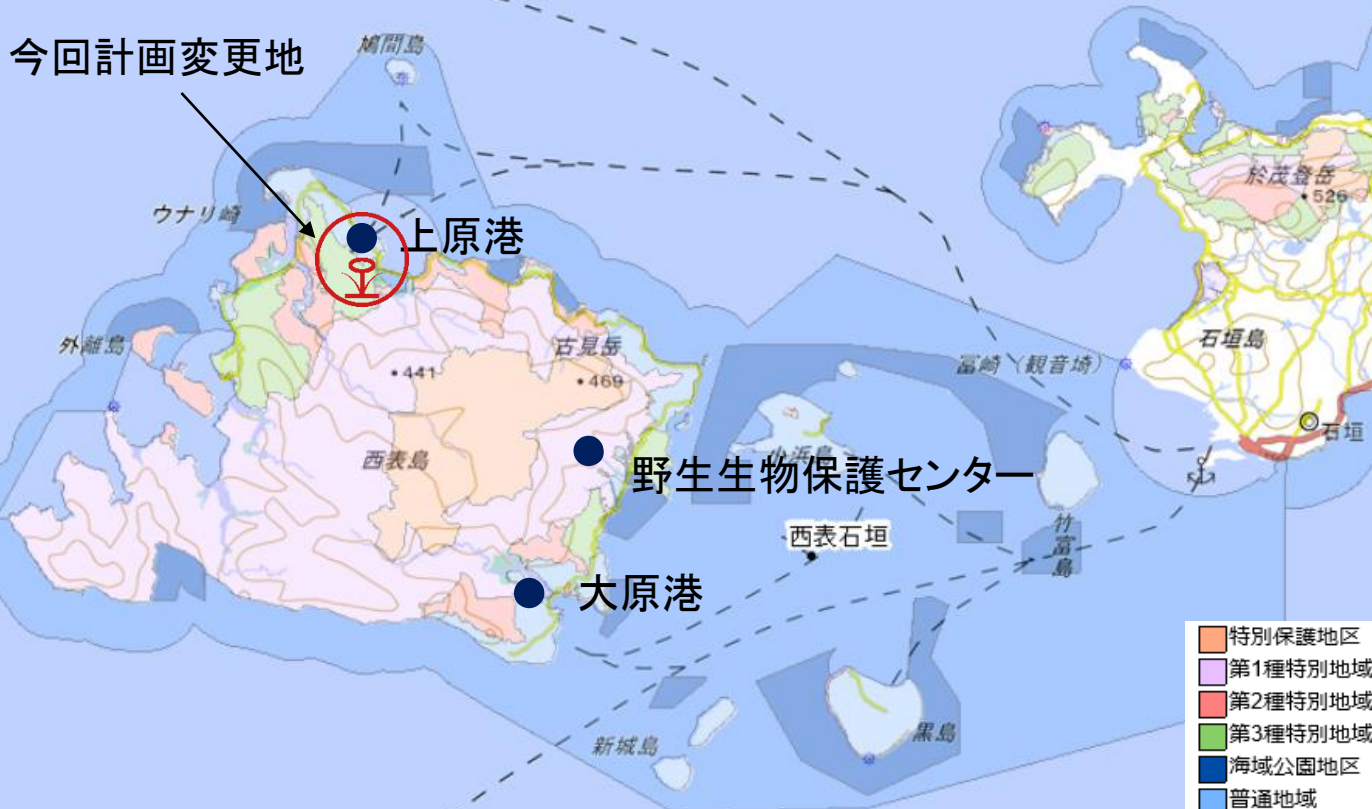 今回計画変更地
鳩間島
ウナリ崎
上原港
於茂登岳
526
外離島
古見岳
441
469
石垣島
冨崎（観音埼）
石垣
西表島
小浜島
野生生物保護センター
西表石垣
竹富島
大原港
新城島
黒島
特別保護地区
第1種特別地域
第2種特別地域
第3種特別地域
海域公園地区
普通地域